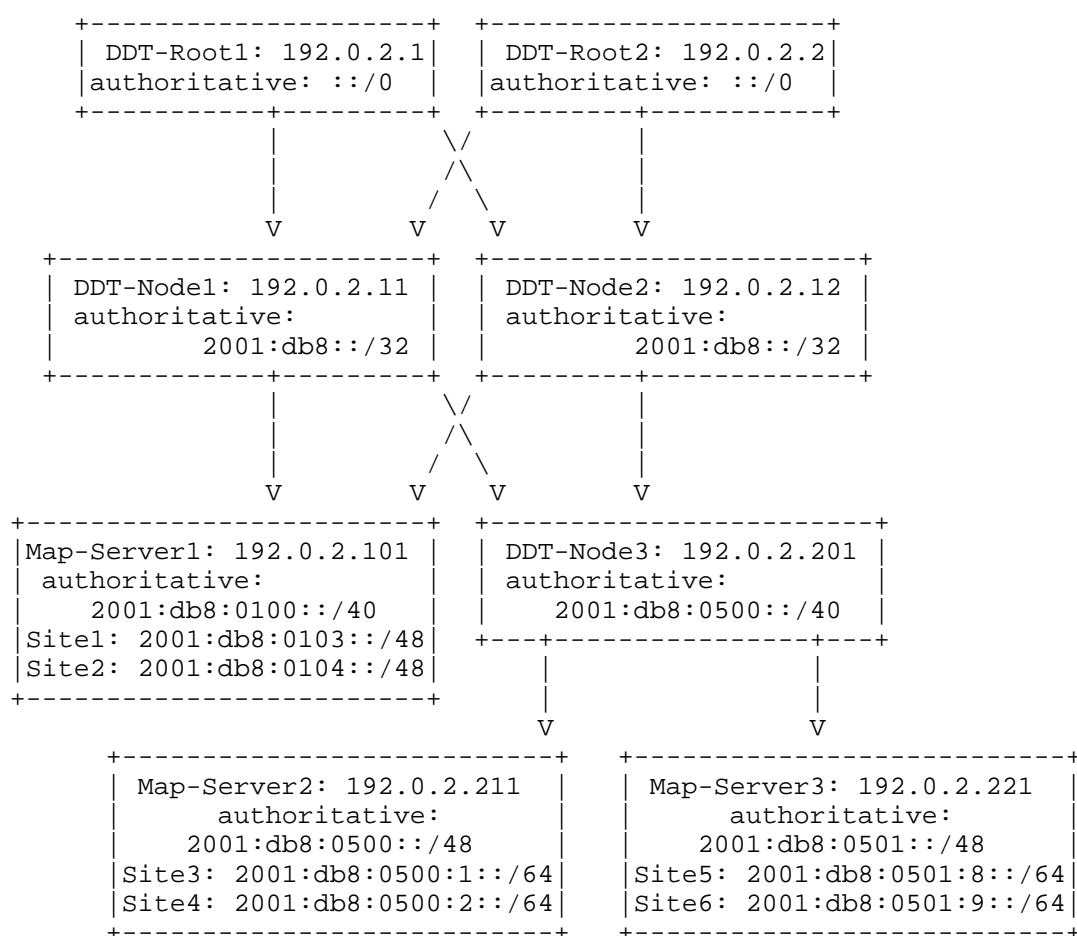 DDT-Root1: 192.0.2.1
authoritative: ::/0
DDT-Root2: 192.0.2.2
authoritative: ::/0
DDT-Node1: 192.0.2.11
authoritative:
2001:db8::/32
DDT-Node2: 192.0.2.12
authoritative:
2001:db8::/32
Map-Server1: 192.0.2.101
authoritative:
2001:db8:0100::/40
Site1: 2001:db8:0103::/48
Site2: 2001:db8:0104::/48
DDT-Node3: 192.0.2.201
authoritative:
2001:db8:0500::/40
Map-Server2: 192.0.2.211
authoritative:
2001:db8:0500::/48
Site3: 2001:db8:0500:1::/64
Site4: 2001:db8:0500:2::/64
Map-Server3: 192.0.2.221
authoritative:
2001:db8:0501::/48
Site5: 2001:db8:0501:8::/64
Site6: 2001:db8:0501:9::/64